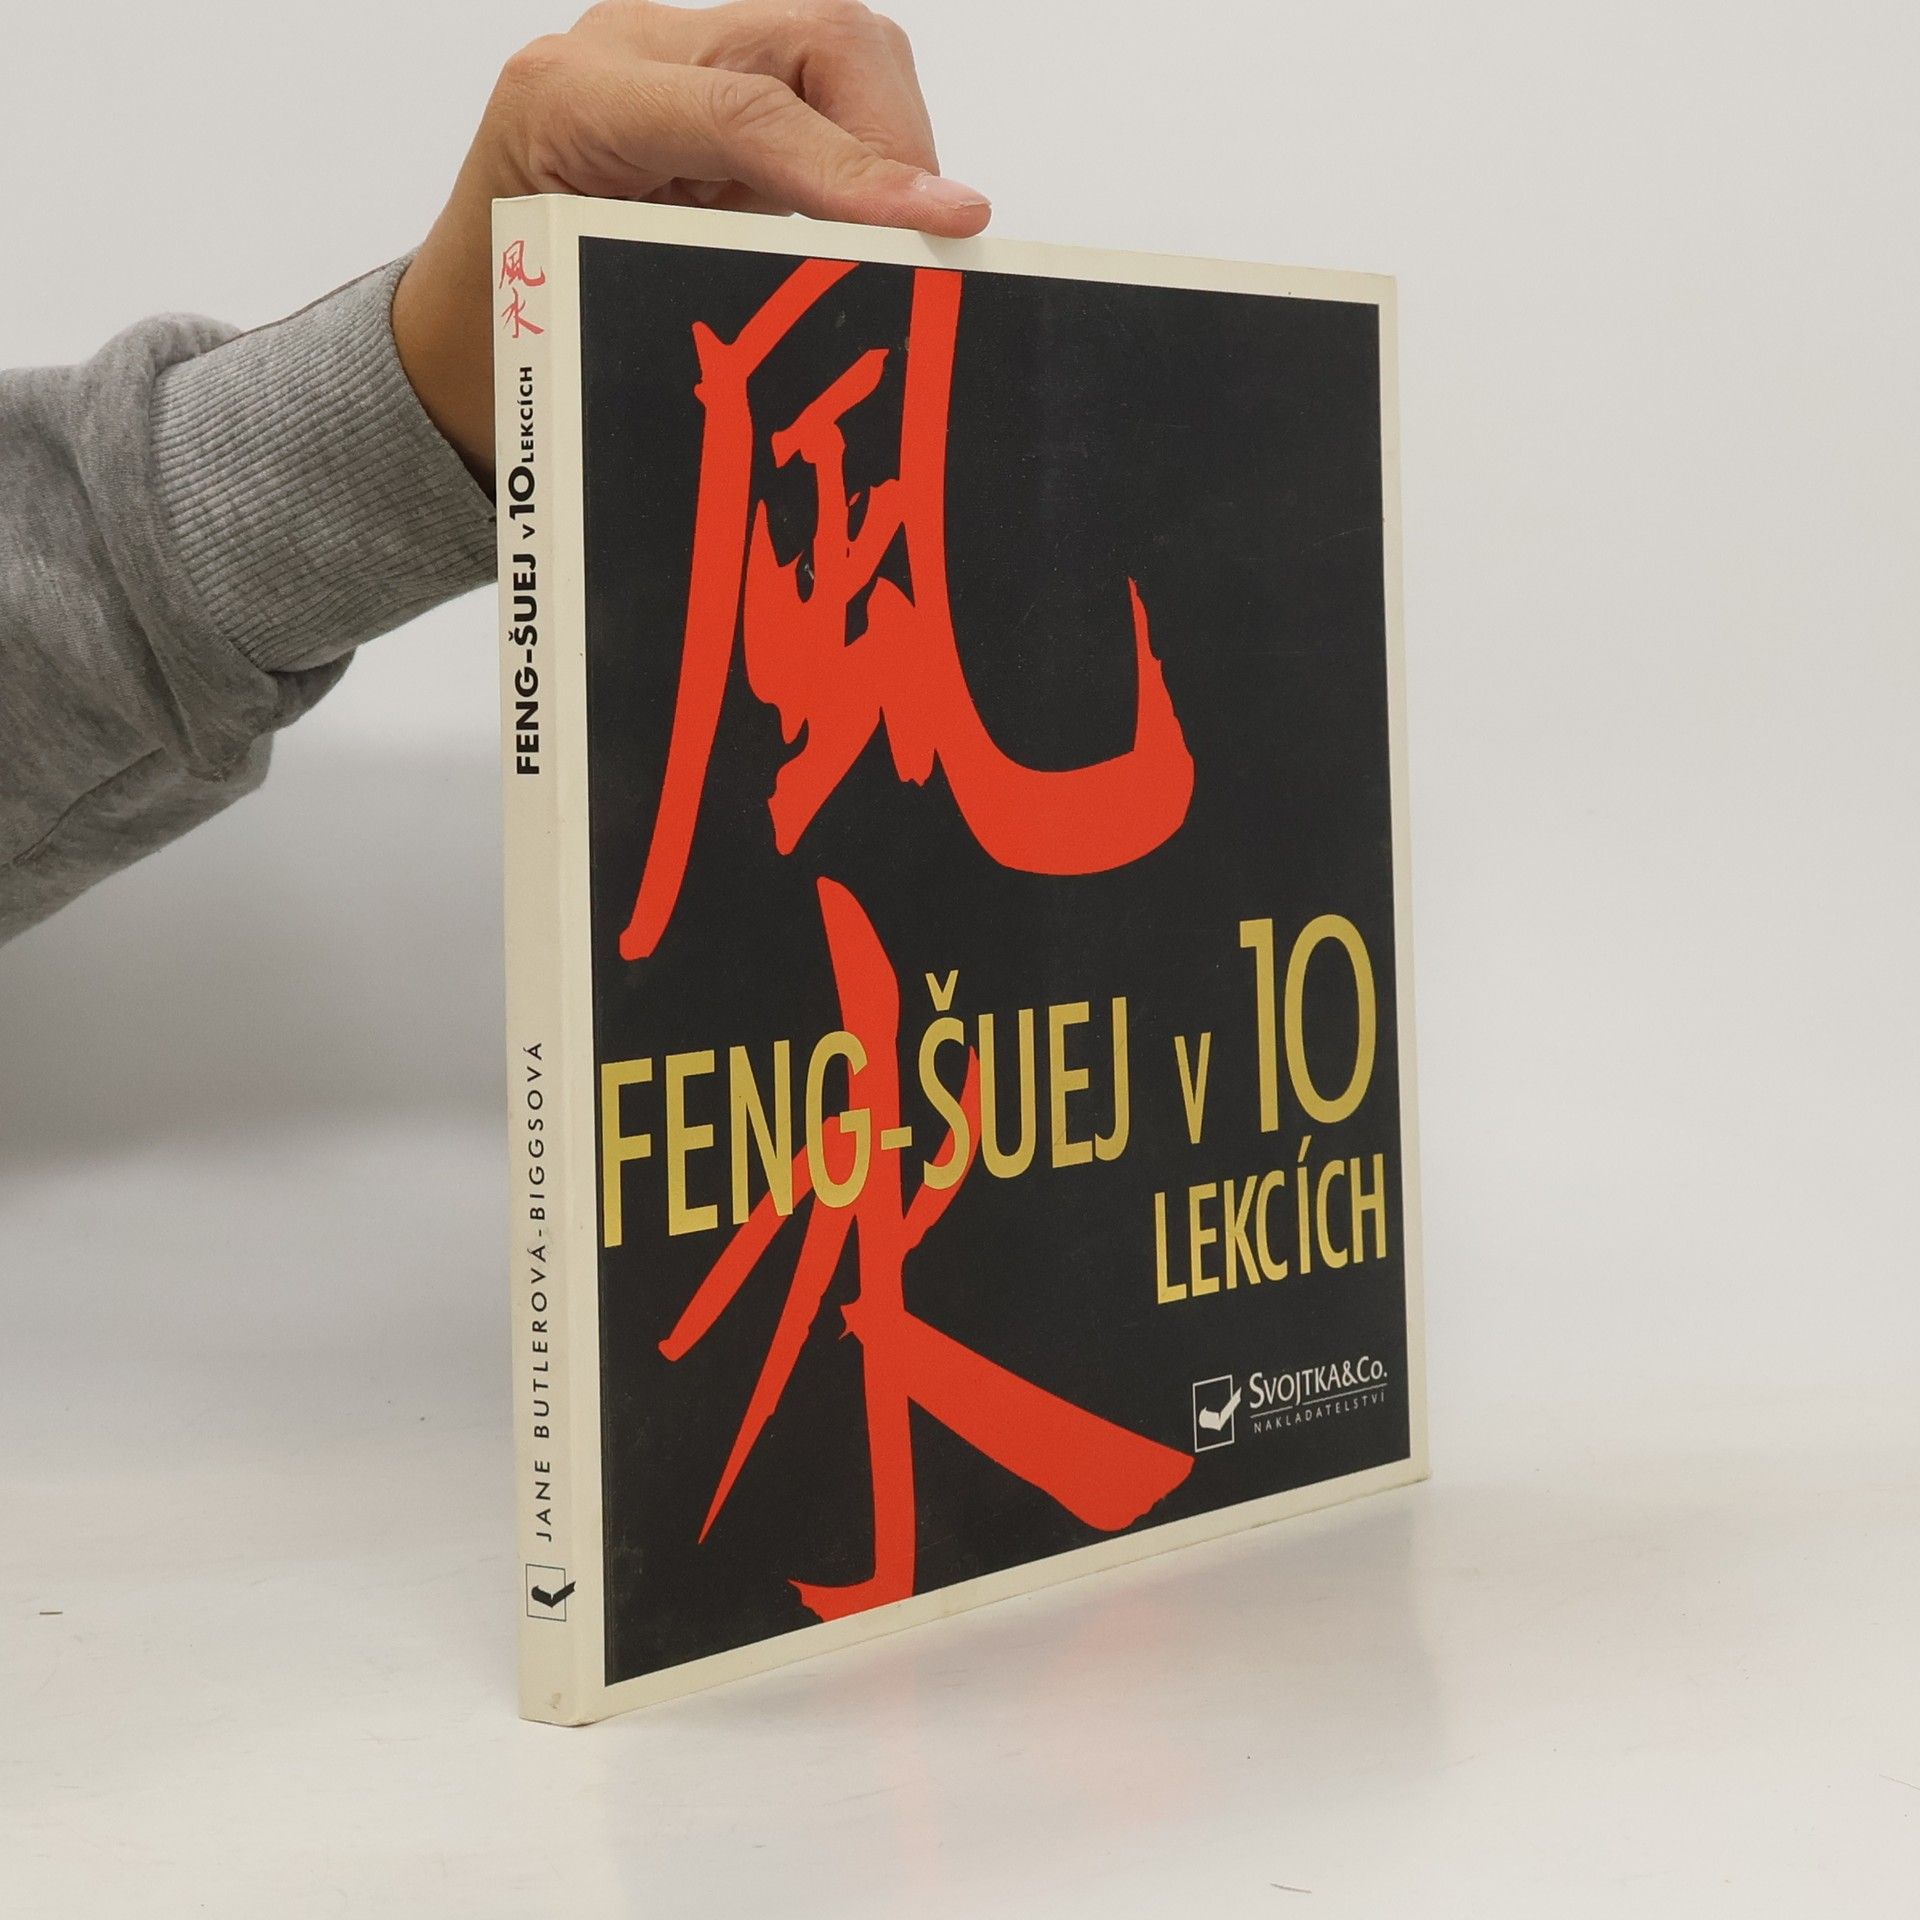 風水
FENG-ŠUEJ v 10 LEKCÍCH
JANE BUTLEROVÁ-BIGGSOVÁ
風
水
FENG-ŠUEJ v 10
LEKCÍCH
SVOJTKA&CO.
NAKLADATELSTVÍ